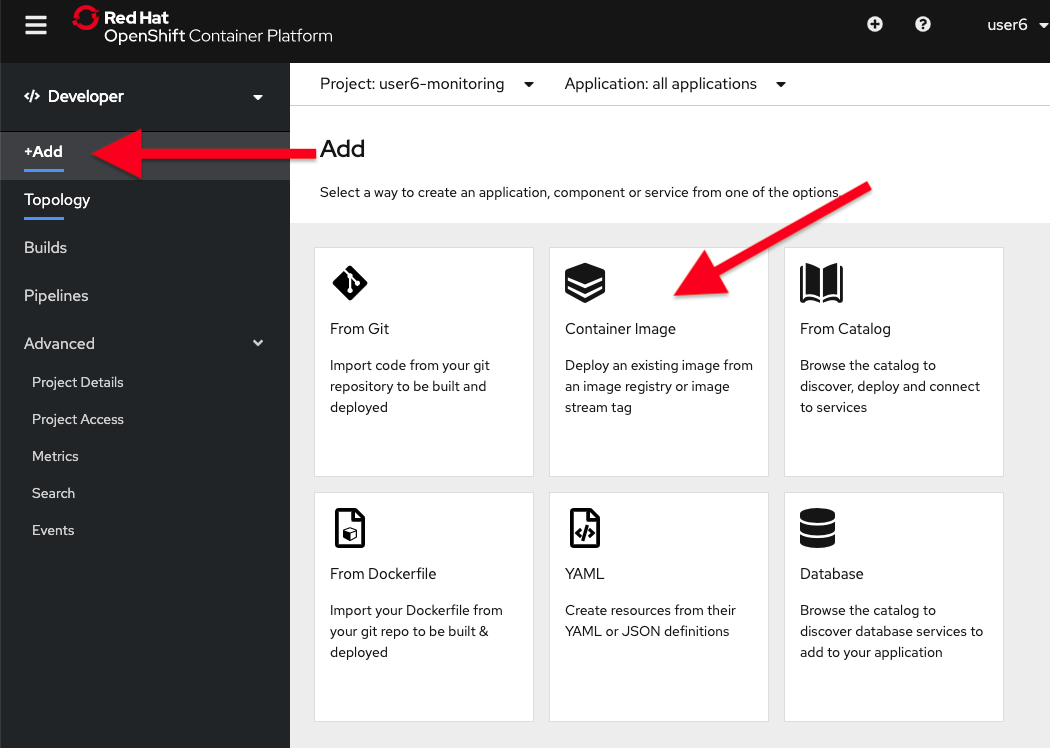 Red Hat
OpenShift Container Platform
user6
Developer
Project: user6-monitoring
Application: all applications
+Add
Topology
Builds
Pipelines
Advanced
Project Details
Project Access
Metrics
Search
Events
Add
Select a way to create an application, component or service from one of the options.
From Git
Import code from your git
repository to be built and
deployed
Container Image
Deploy an existing image from
an image registry or image
stream tag
From Catalog
Browse the catalog to
discover, deploy and connect
to services
From Dockerfile
Import your Dockerfile from
your git repo to be built &
deployed
YAML
Create resources from their
YAML or JSON definitions
Database
Browse the catalog to
discover database services to
add to your application